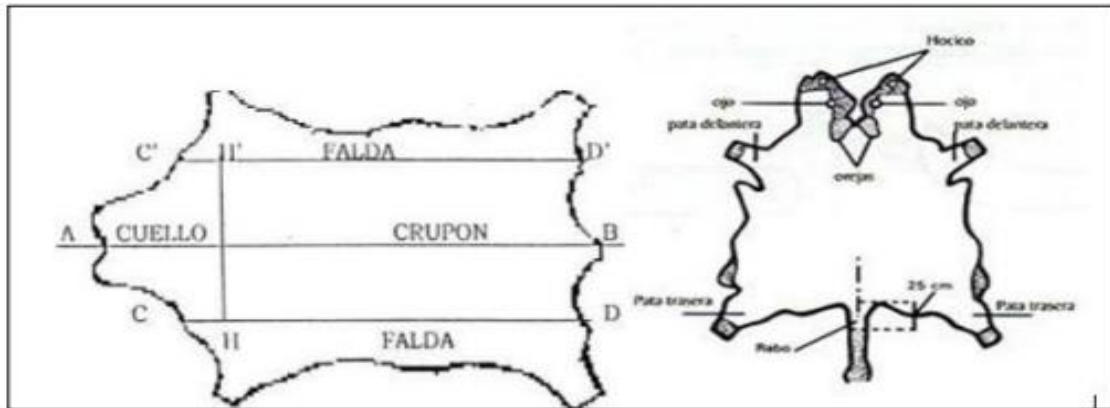 C' H' FALDA D'
A CUELLO CRUPON B
C D
H FALDA
Hocico
ojo ojo
pata delantera pata delantera
orejas
25 cm
Pata trasera Pata trasera
Rabo